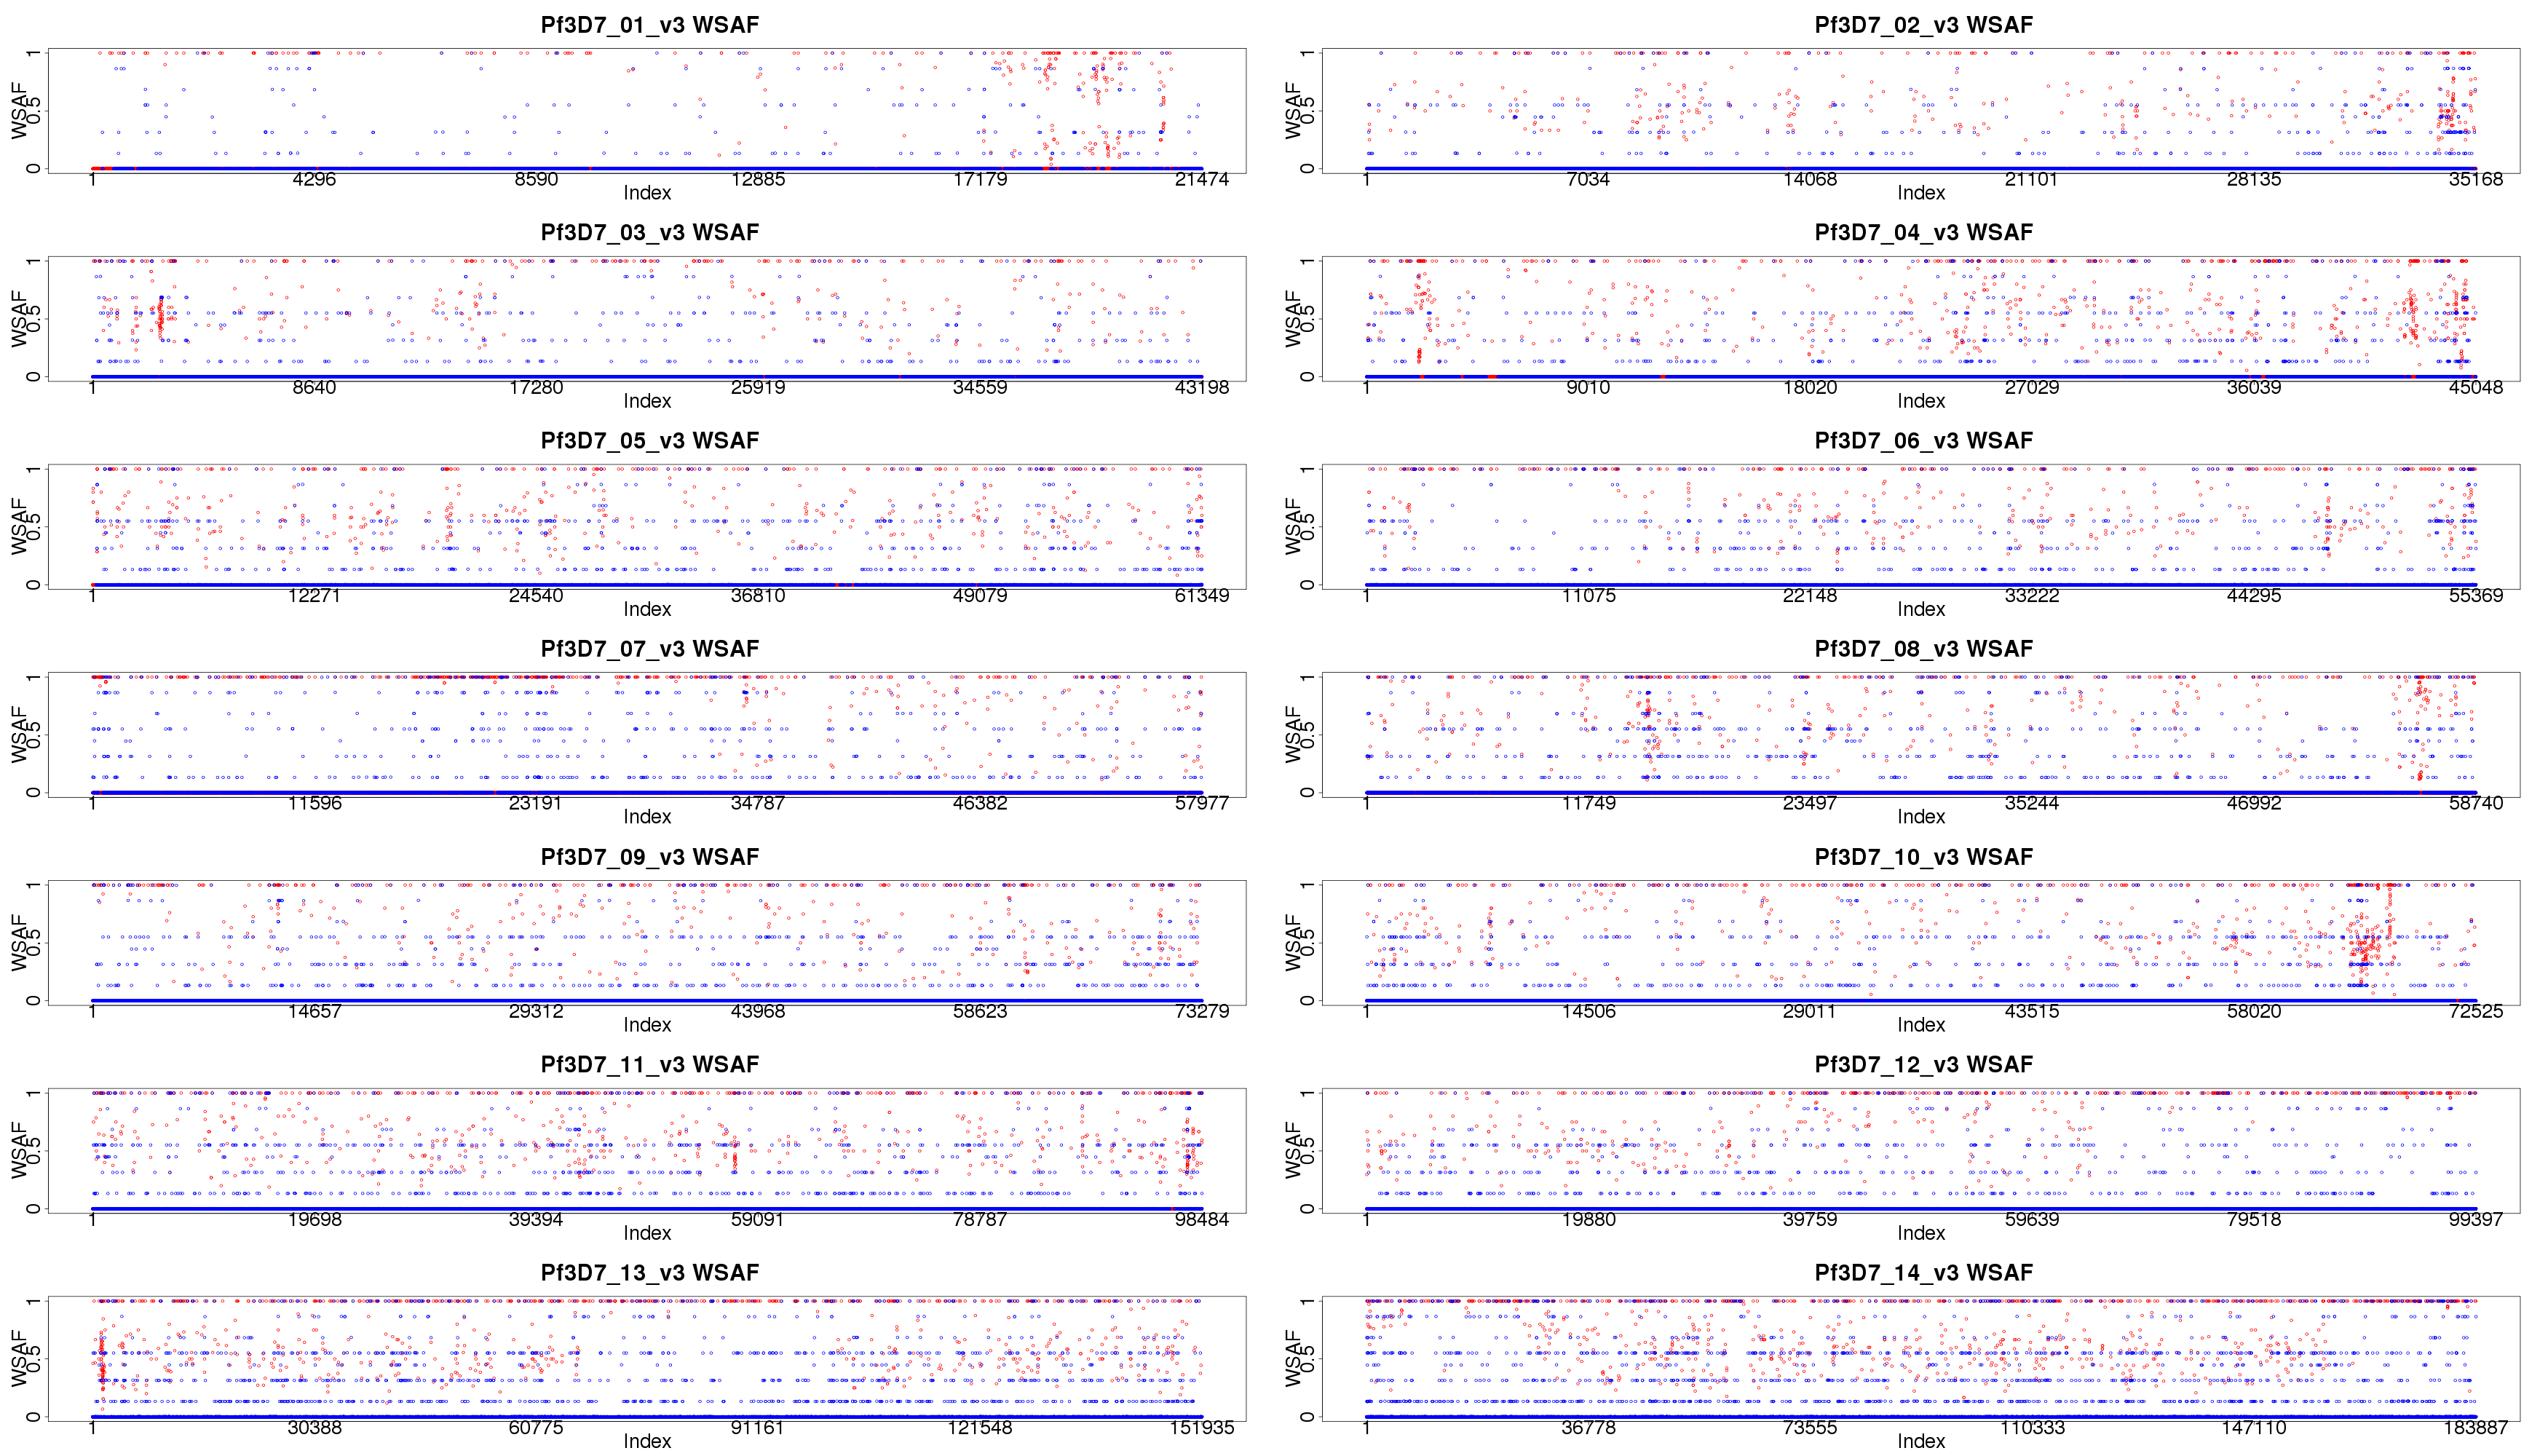 Pf3D7_01_v3 WSAF
WSAF
1
0.5
0
1 4296 8590 12885 17179 21474
Index
Pf3D7_02_v3 WSAF
WSAF
1
0.5
0
1 7034 14068 21101 28135 35168
Index
Pf3D7_03_v3 WSAF
WSAF
1
0.5
0
1 8640 17280 25919 34559 43198
Index
Pf3D7_04_v3 WSAF
WSAF
1
0.5
0
1 9010 18020 27029 36039 45048
Index
Pf3D7_05_v3 WSAF
WSAF
1
0.5
0
1 12271 24540 36810 49079 61349
Index
Pf3D7_06_v3 WSAF
WSAF
1
0.5
0
1 11075 22148 33222 44295 55369
Index
Pf3D7_07_v3 WSAF
WSAF
1
0.5
0
1 11596 23191 34787 46382 57977
Index
Pf3D7_08_v3 WSAF
WSAF
1
0.5
0
1 11749 23497 35244 46992 58740
Index
Pf3D7_09_v3 WSAF
WSAF
1
0.5
0
1 14657 29312 43968 58623 73279
Index
Pf3D7_10_v3 WSAF
WSAF
1
0.5
0
1 14506 29011 43515 58020 72525
Index
Pf3D7_11_v3 WSAF
WSAF
1
0.5
0
1 19698 39394 59091 78787 98484
Index
Pf3D7_12_v3 WSAF
WSAF
1
0.5
0
1 19880 39759 59639 79518 99397
Index
Pf3D7_13_v3 WSAF
WSAF
1
0.5
0
1 30388 60775 91161 121548 151935
Index
Pf3D7_14_v3 WSAF
WSAF
1
0.5
0
1 36778 73555 110333 147110 183887
Index